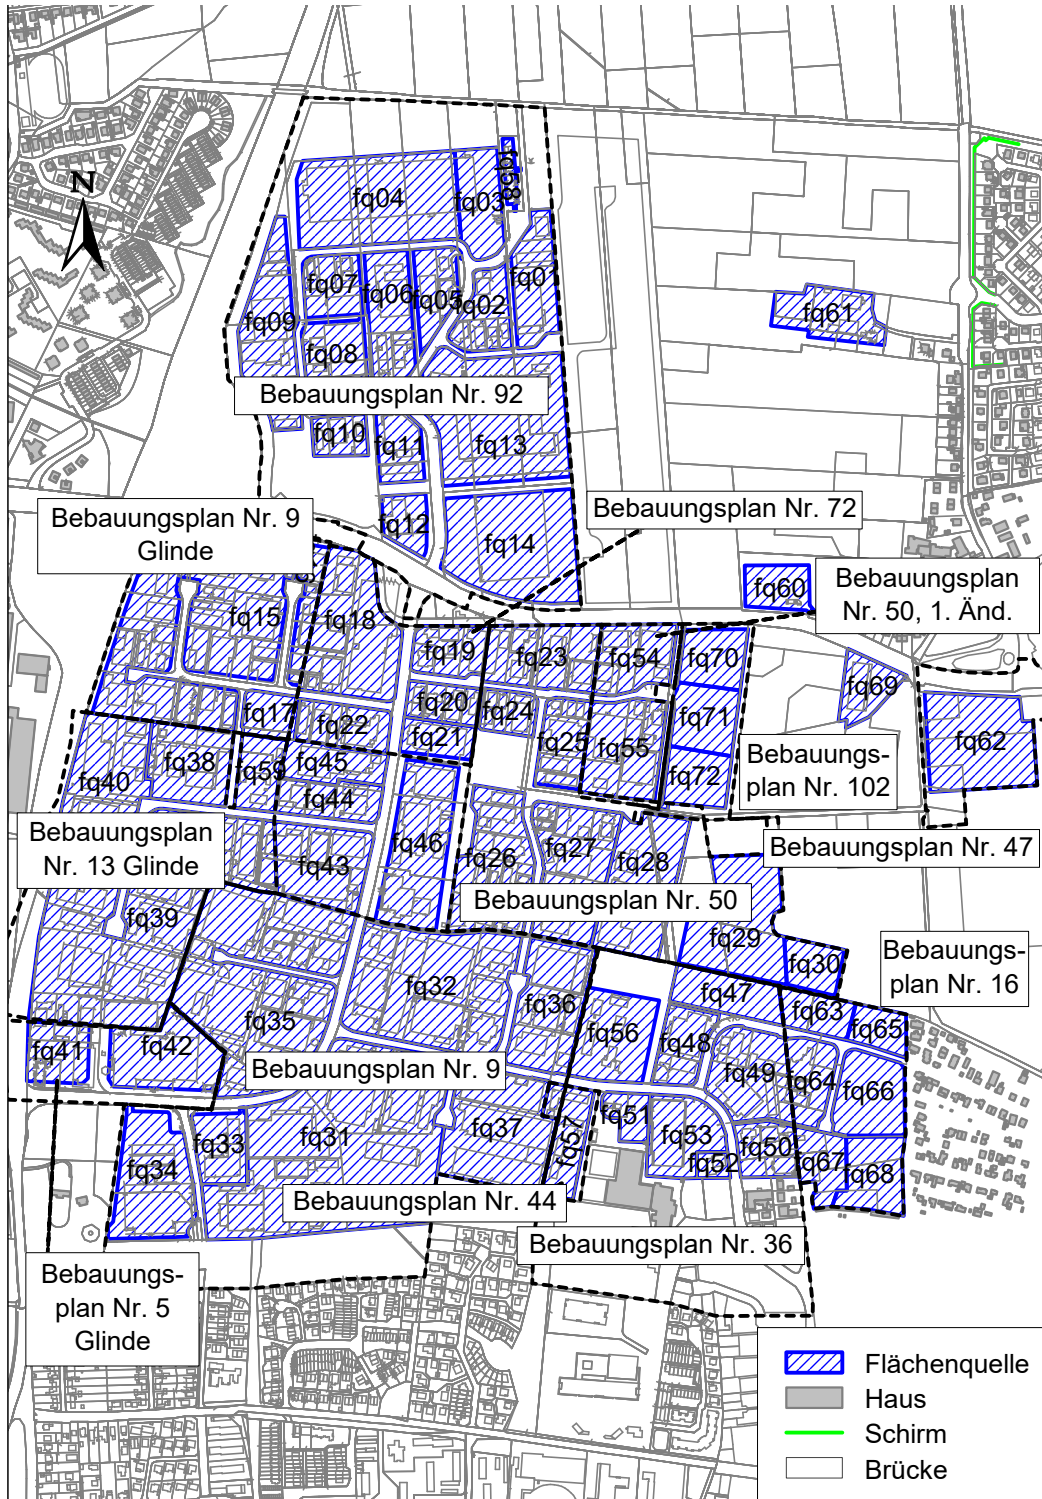 fq58
fq04
fq03
N
fq07
fq06
fq05
fq02
fq01
fq09
fq61
fq08
Bebauungsplan Nr. 92
fq10
fq11
fq13
Bebauungsplan Nr. 9
Glinde
Bebauungsplan Nr. 72
fq12
fq14
fq60
Bebauungsplan
Nr. 50, 1. Änd.
fq15
fq18
fq19
fq23
fq54
fq70
fq69
fq17
fq22
fq20
fq24
fq21
fq25
fq55
fq71
fq62
fq40
fq38
fq59
fq45
fq44
fq72
Bebauungs-
plan Nr. 102
Bebauungsplan
Nr. 13 Glinde
fq43
fq46
fq26
fq27
fq28
Bebauungsplan Nr. 47
Bebauungsplan Nr. 50
fq39
fq29
fq30
Bebauungs-
plan Nr. 16
fq32
fq36
fq47
fq35
fq56
fq63
fq65
fq41
fq42
fq48
fq49
fq64
fq66
Bebauungsplan Nr. 9
fq34
fq33
fq31
fq37
fq57
fq51
fq53
fq52
fq50
fq67
fq68
Bebauungsplan Nr. 44
Bebauungsplan Nr. 36
Bebauungs-
plan Nr. 5
Glinde
Flächenquelle
Haus
Schirm
Brücke